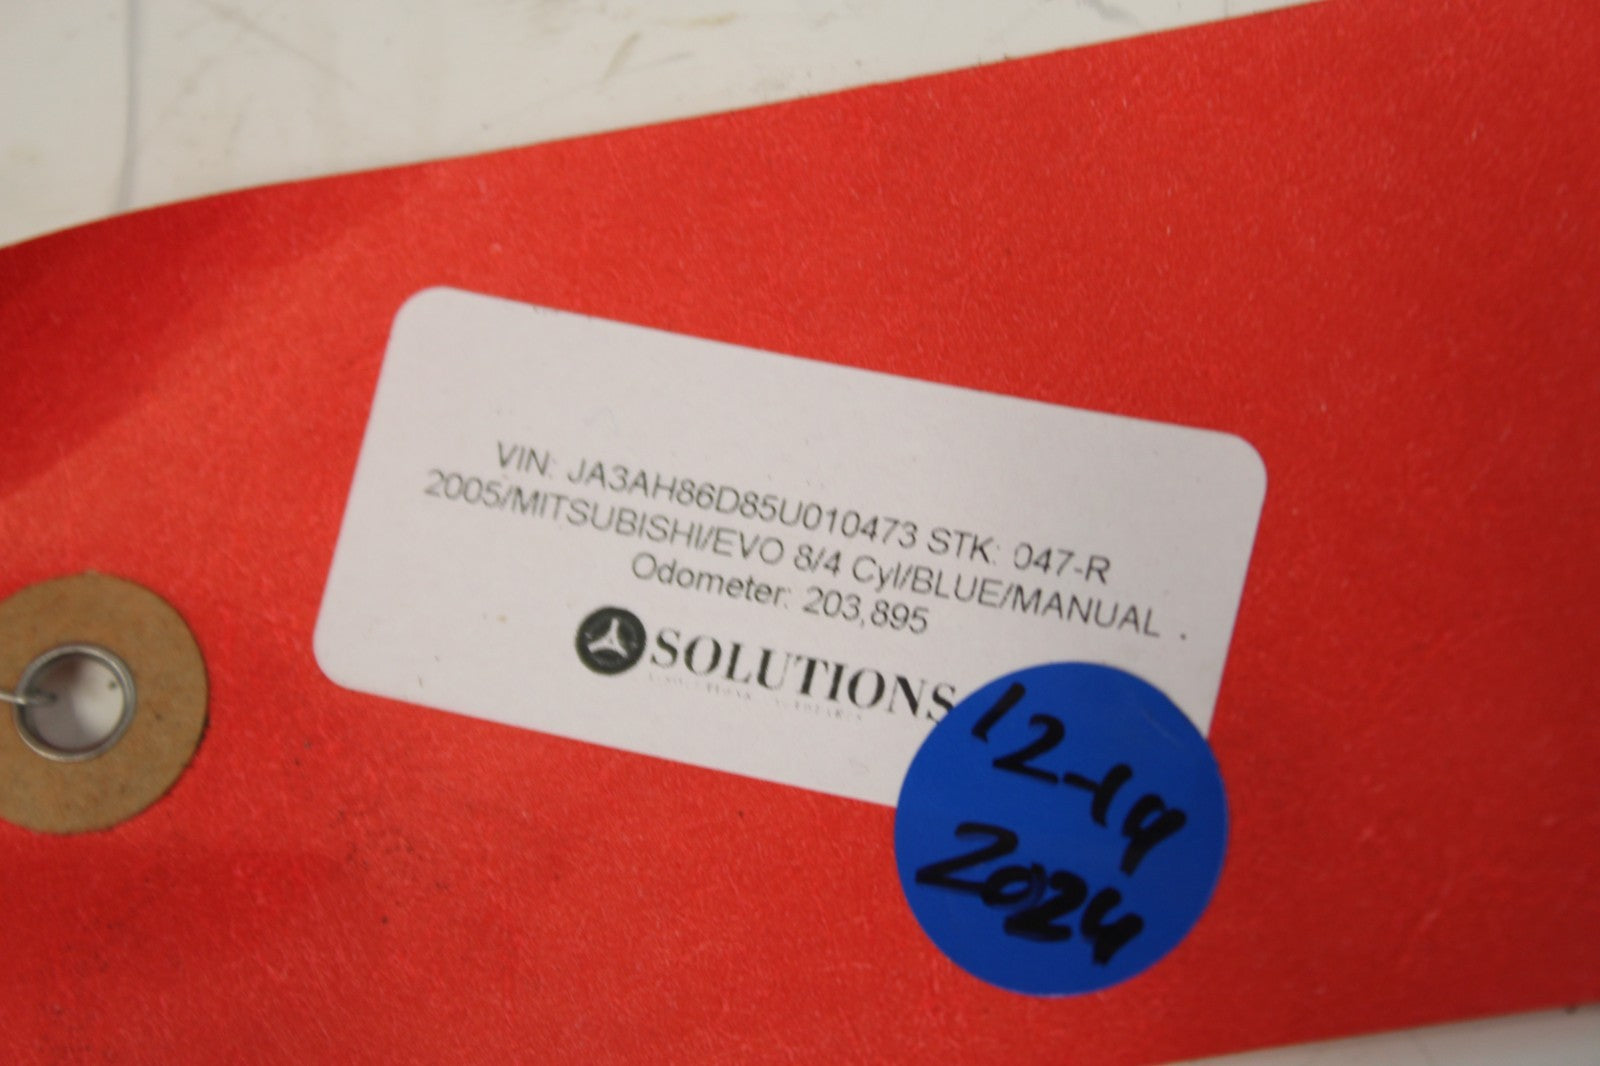 VIN: JA3AH86D85U010473 STK: 047-R
2005/MITSUBISHI/EVO 8/4 Cyl/BLUE/MANUAL .
Odometer: 203,895
SOLUTIONS
12-19
2024